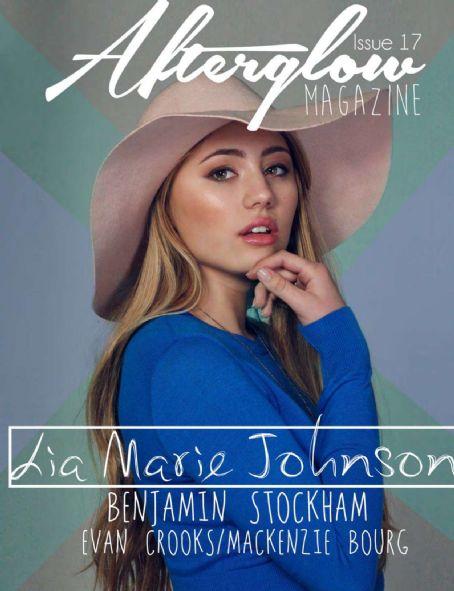 Afterglow
Issue 17
MAGAZINE
Lia Marie Johnson
BENJAMIN STOCKHAM
EVAN CROOKS/MACKENZIE BOURG